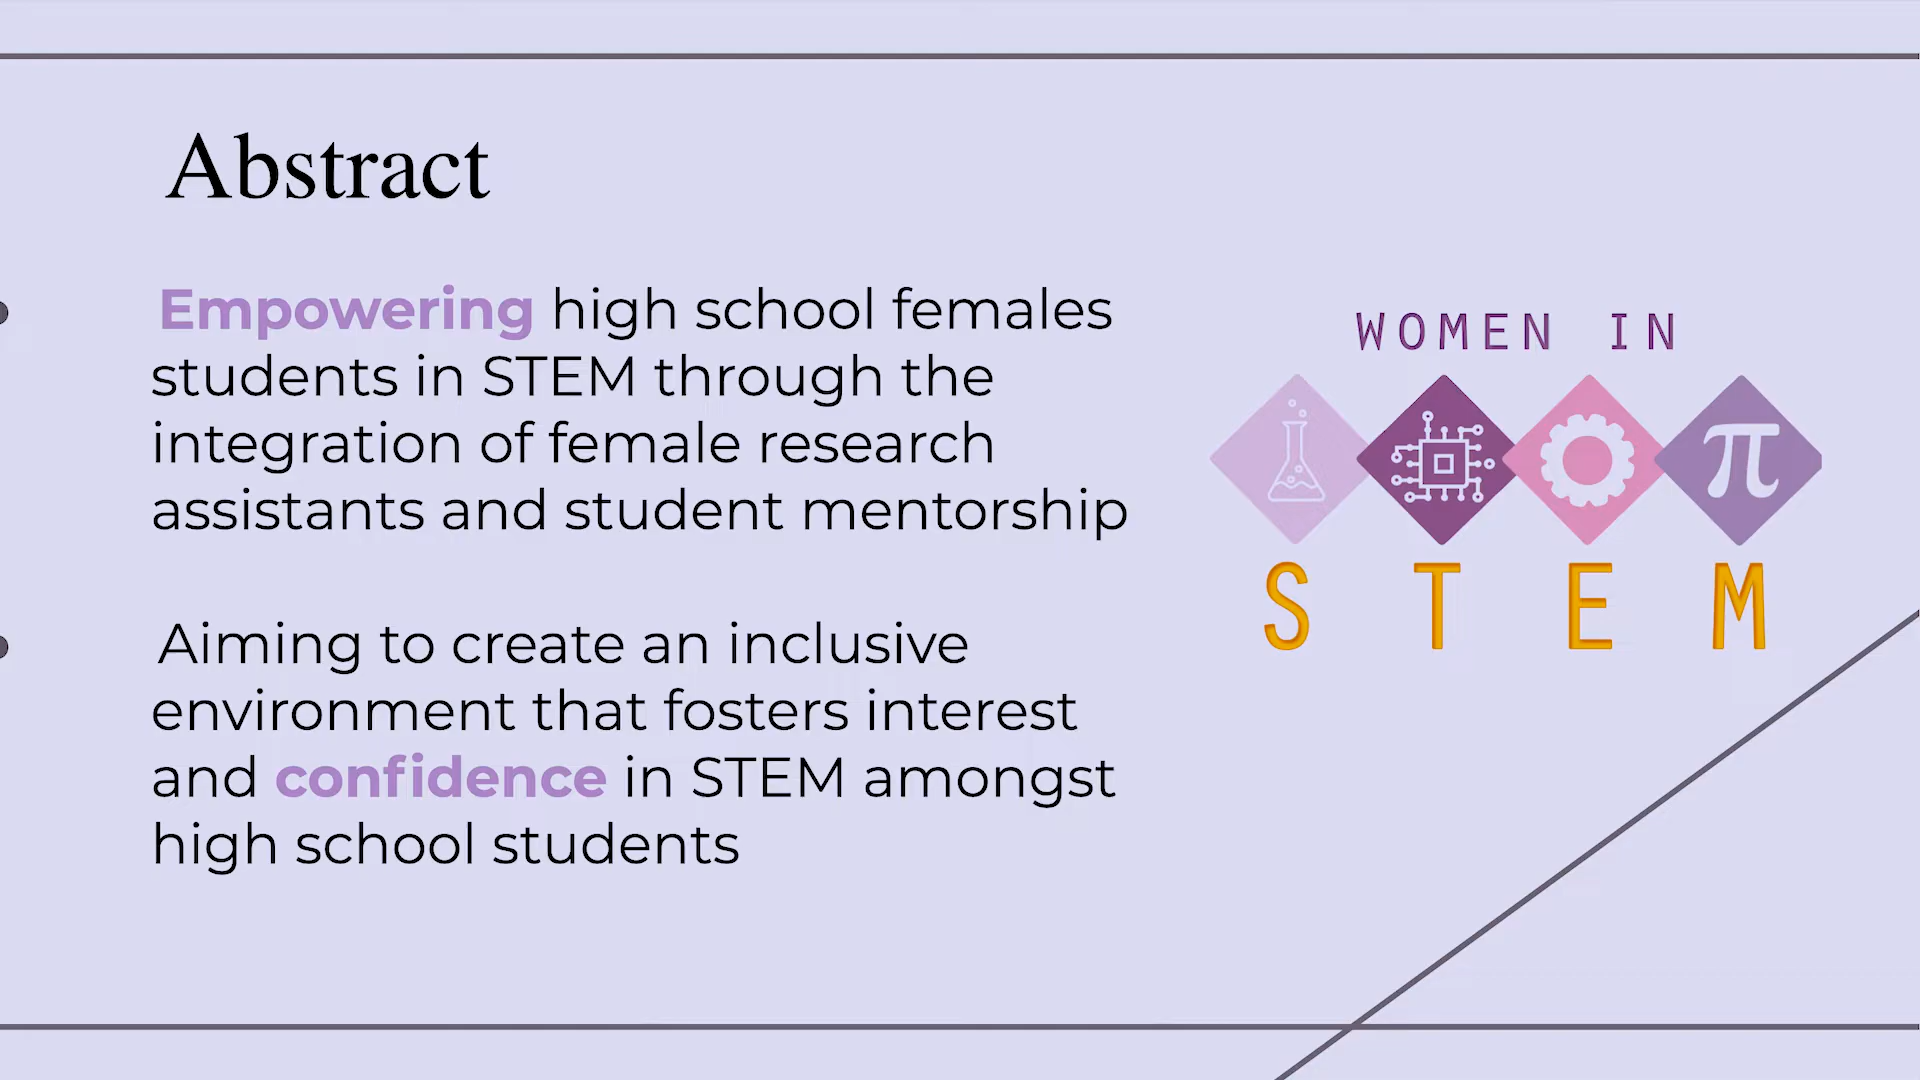 Abstract
Empowering high school females
students in STEM through the
integration of female research
assistants and student mentorship
Aiming to create an inclusive
environment that fosters interest
and confidence in STEM amongst
high school students
WOMEN IN
π
S T E M